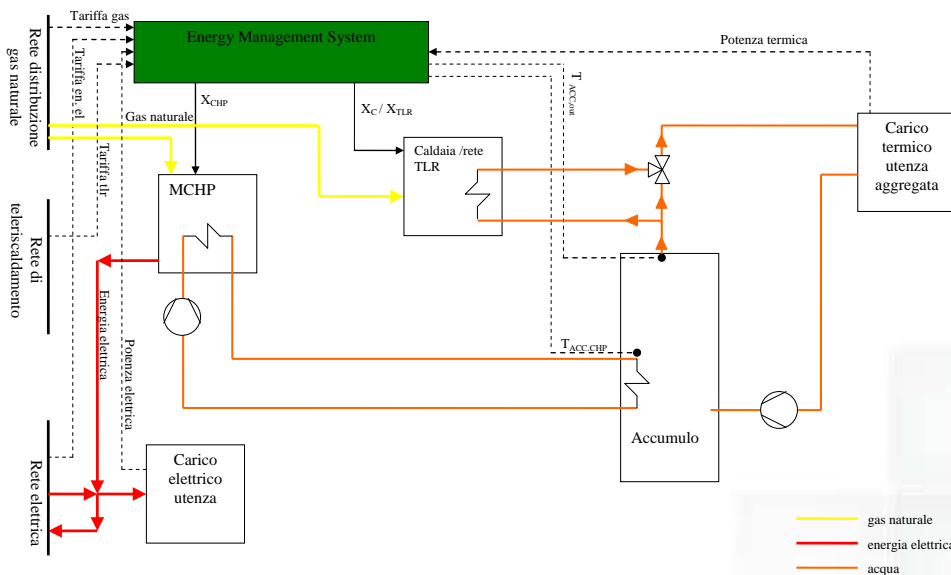 Tariffa gas
Rete distribuzione
gas naturale
Tariffa en. el
Energy Management System
Potenza termica
X_CHP
X_C / X_TLR
T_ACC,out
Gas naturale
Tariffa tlr
Caldaia /rete
TLR
Carico
termico
utenza
aggregata
MCHP
Rete di
teleriscaldamento
Energia elettrica
Potenza elettrica
T_ACC,CHP
Accumulo
Rete elettrica
Carico
elettrico
utenza
gas naturale
energia elettrica
acqua